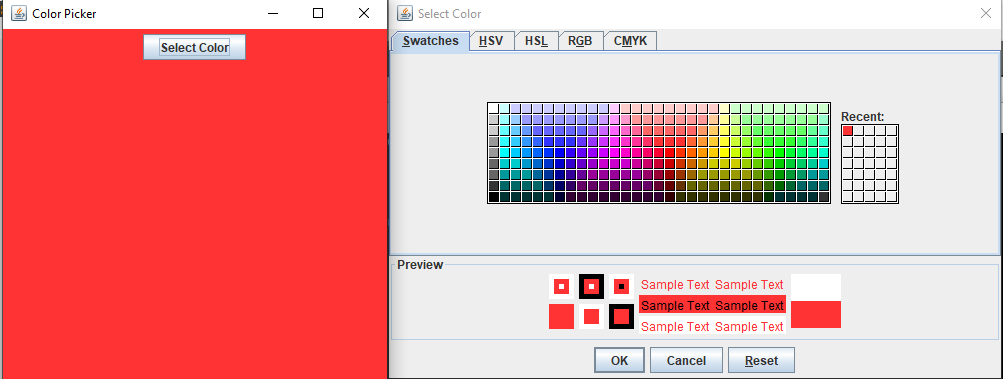 Color Picker
Select Color
Select Color
Swatches HSV HSL RGB CMYK
Recent:
Preview
Sample Text Sample Text
Sample Text Sample Text
Sample Text Sample Text
OK Cancel Reset